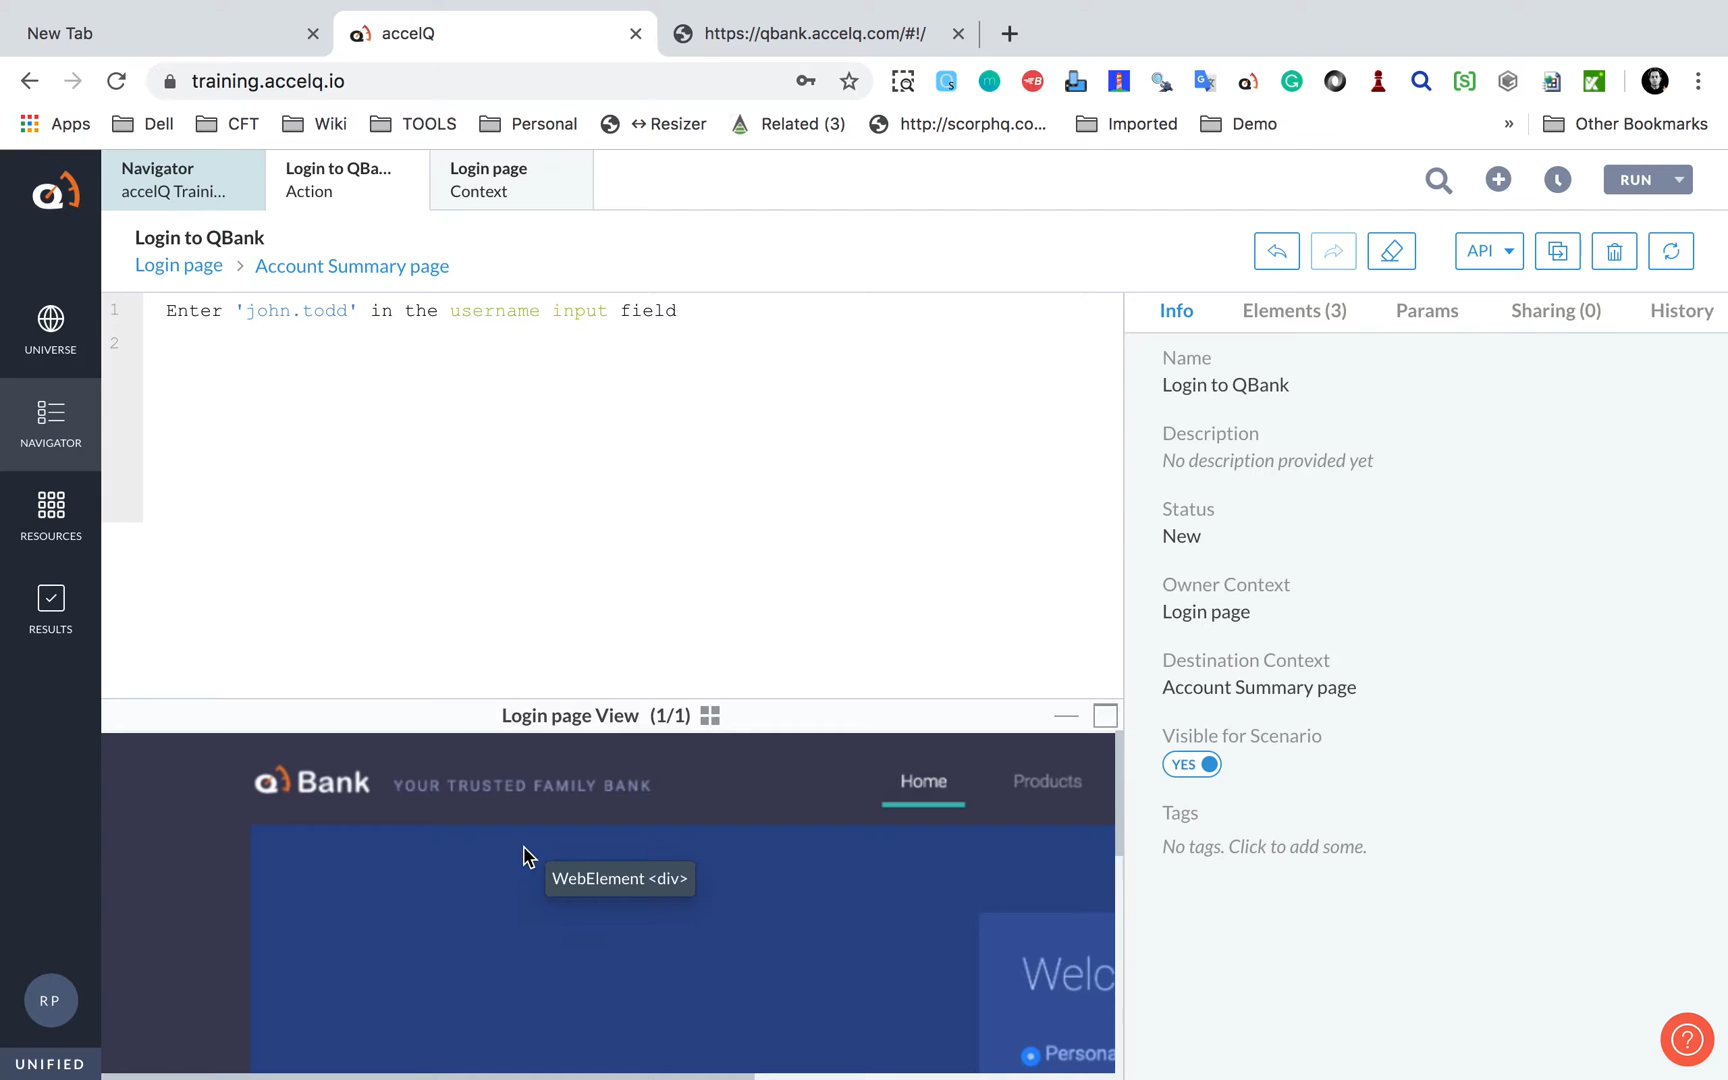 New Tab
accelQ
https://qbank.accelq.com/#!/
training.accelq.io
Apps
Dell
CFT
Wiki
TOOLS
Personal
↔ Resizer
Related (3)
http://scorphq.co...
Imported
Demo
»
Other Bookmarks
Navigator
accelQ Traini...
Login to QBa...
Action
Login page
Context
RUN
Login to QBank
Login page > Account Summary page
API
1 Enter 'john.todd' in the username input field
2
Info
Elements (3)
Params
Sharing (0)
History
Name
Login to QBank
Description
No description provided yet
Status
New
Owner Context
Login page
Destination Context
Account Summary page
Visible for Scenario
YES
Tags
No tags. Click to add some.
UNIVERSE
NAVIGATOR
RESOURCES
RESULTS
RP
UNIFIED
Login page View (1/1)
Bank YOUR TRUSTED FAMILY BANK
Home
Products
WebElement <div>
Welc
Persona
?